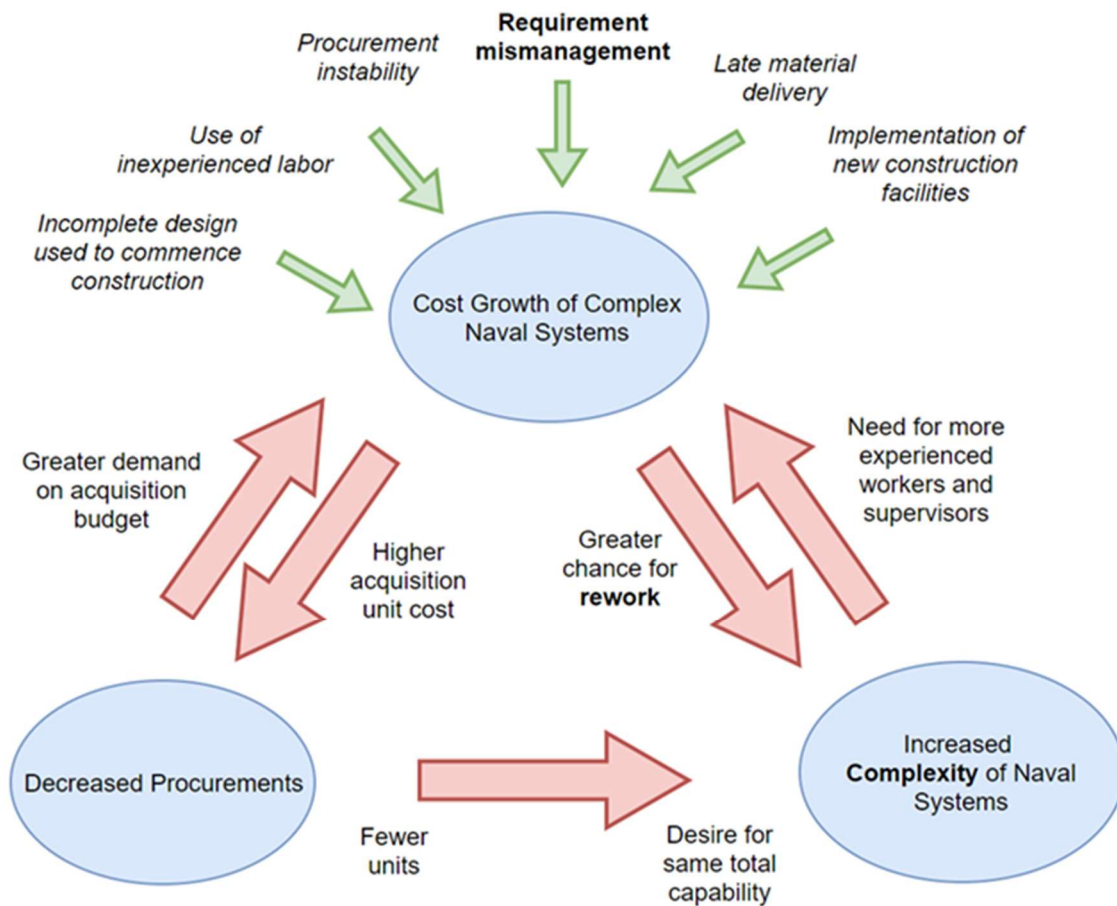 Requirement
mismanagement
Procurement
instability
Late material
delivery
Use of
inexperienced labor
Implementation of
new construction
facilities
Incomplete design
used to commence
construction
Cost Growth of Complex
Naval Systems
Greater demand
on acquisition
budget
Higher
acquisition
unit cost
Greater
chance for
rework
Need for more
experienced
workers and
supervisors
Decreased Procurements
Fewer
units
Desire for
same total
capability
Increased
Complexity of Naval
Systems